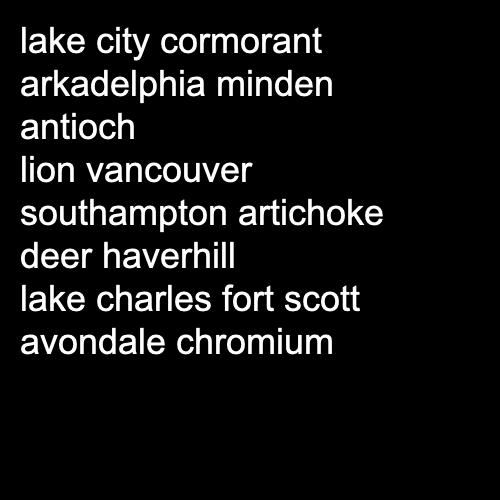 lake city cormorant
arkadelphia minden
antioch
lion vancouver
southampton artichoke
deer haverhill
lake charles fort scott
avondale chromium